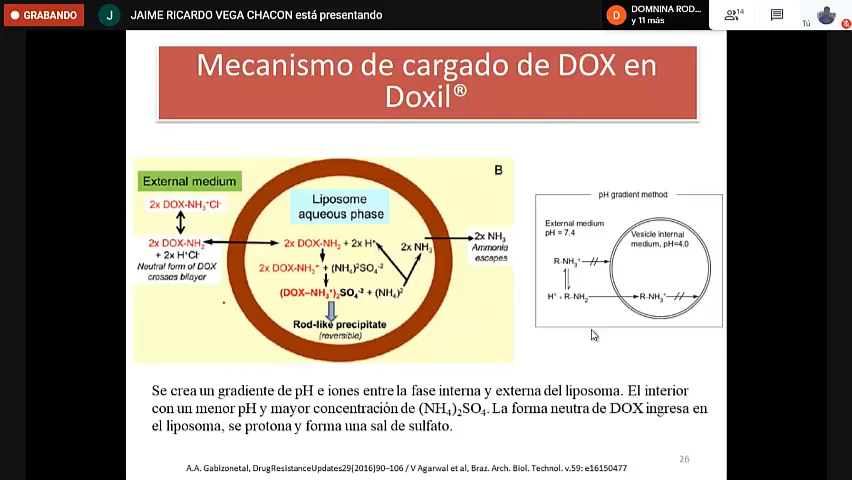 GRABANDO
J
JAIME RICARDO VEGA CHACON está presentando
D
DOMNINA ROD...
y 11 más
14
Tú
Mecanismo de cargado de DOX en
Doxil®
B
External medium
2x DOX-NH₃⁺Cl⁻
2x DOX-NH₂
+ 2x H⁺Cl⁻
Neutral form of DOX
crosses bilayer
Liposome
aqueous phase
2x DOX-NH₂ + 2x H⁺
2x NH₃
2x DOX-NH₃⁺ + (NH₄)²SO₄⁻²
(DOX–NH₃⁺)₂SO₄⁻² + (NH₄)²
Rod-like precipitate
(reversible)
2x NH₃
Ammonia
escapes
pH gradient method
External medium
pH = 7.4
Vesicle internal
medium, pH=4.0
R-NH₃⁺
H⁺ + R-NH₂
R-NH₃⁺
Se crea un gradiente de pH e iones entre la fase interna y externa del liposoma. El interior
con un menor pH y mayor concentración de (NH₄)₂SO₄. La forma neutra de DOX ingresa en
el liposoma, se protona y forma una sal de sulfato.
26
A.A. Gabizonetal, DrugResistanceUpdates29(2016)90–106 / V Agarwal et al, Braz. Arch. Biol. Technol. v.59: e16150477